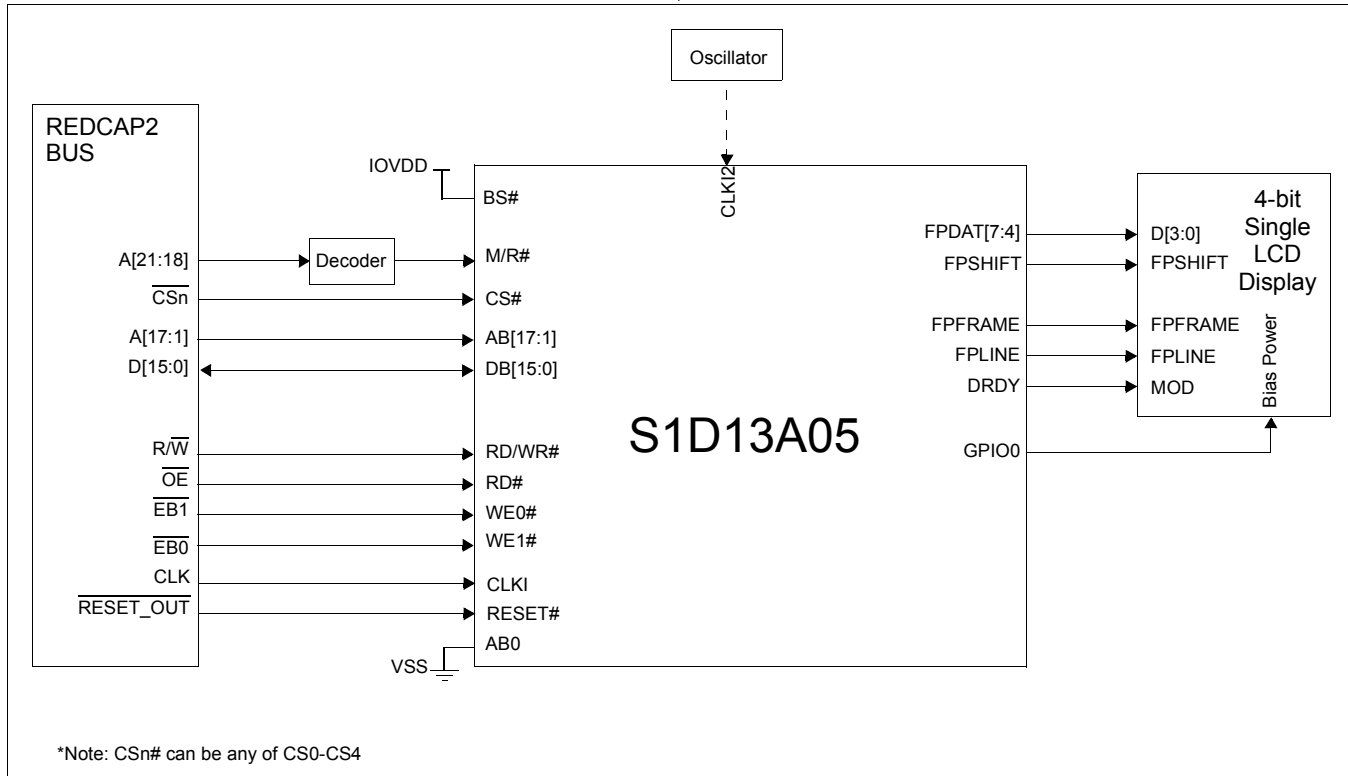 Oscillator
REDCAP2
BUS
IOVDD
BS#
CLKI2
4-bit
Single
LCD
Display
A[21:18]
Decoder
M/R#
FPDAT[7:4]
D[3:0]
FPSHIFT
FPSHIFT
CSn
CS#
A[17:1]
AB[17:1]
FPFRAME
FPFRAME
D[15:0]
DB[15:0]
FPLINE
FPLINE
DRDY
MOD
Bias Power
S1D13A05
R/W
RD/WR#
GPIO0
OE
RD#
EB1
WE0#
EB0
WE1#
CLK
CLKI
RESET_OUT
RESET#
AB0
VSS
*Note: CSn# can be any of CS0-CS4